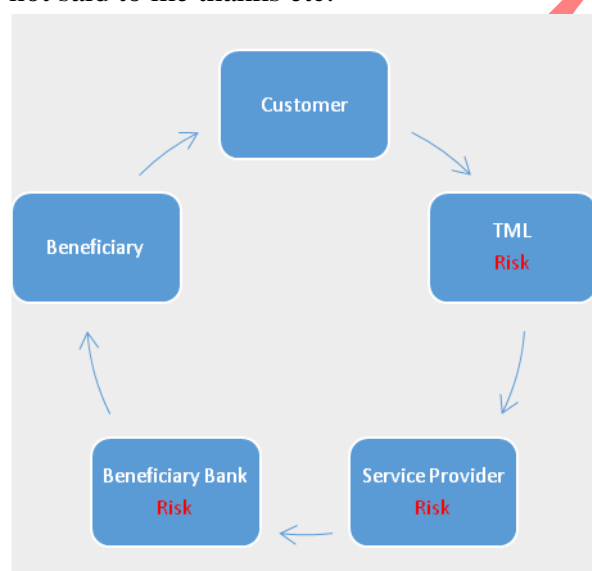 Customer
TML
Risk
Service Provider
Risk
Beneficiary Bank
Risk
Beneficiary